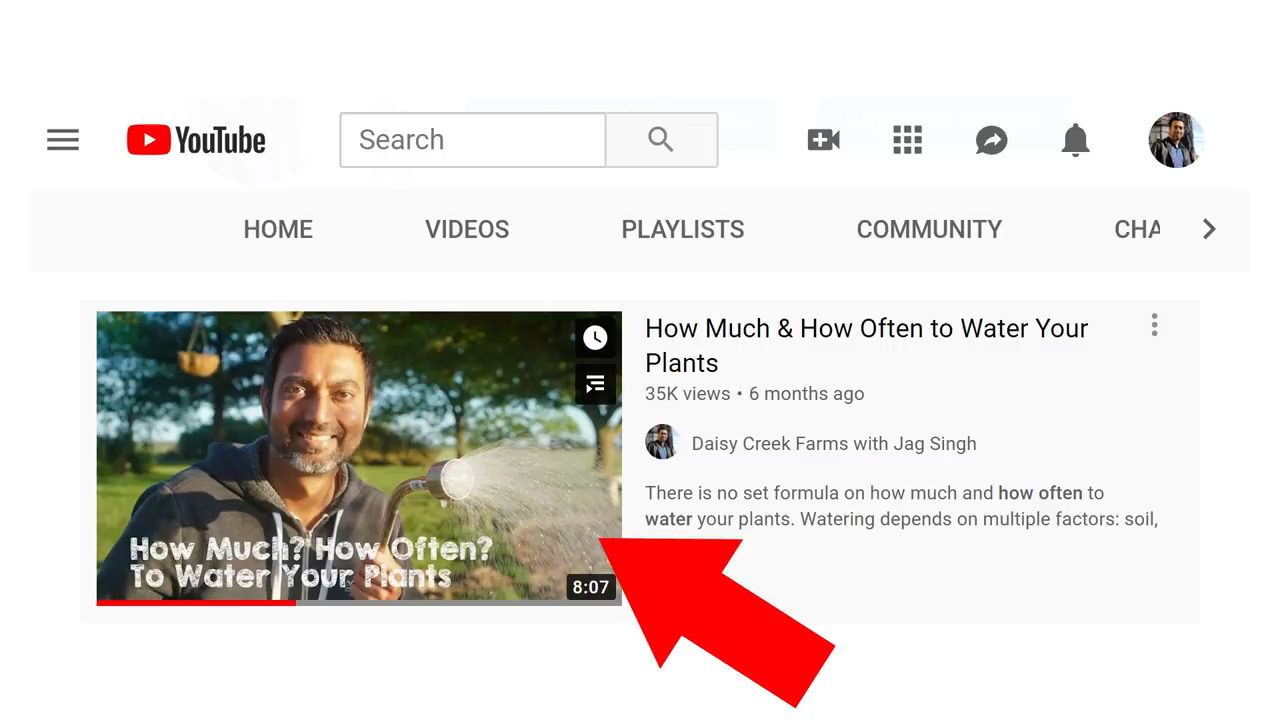 YouTube
Search
HOME VIDEOS PLAYLISTS COMMUNITY CHA
How Much? How Often?
To Water Your Plants
8:07
How Much & How Often to Water Your
Plants
35K views • 6 months ago
Daisy Creek Farms with Jag Singh
There is no set formula on how much and how often to
water your plants. Watering depends on multiple factors: soil,